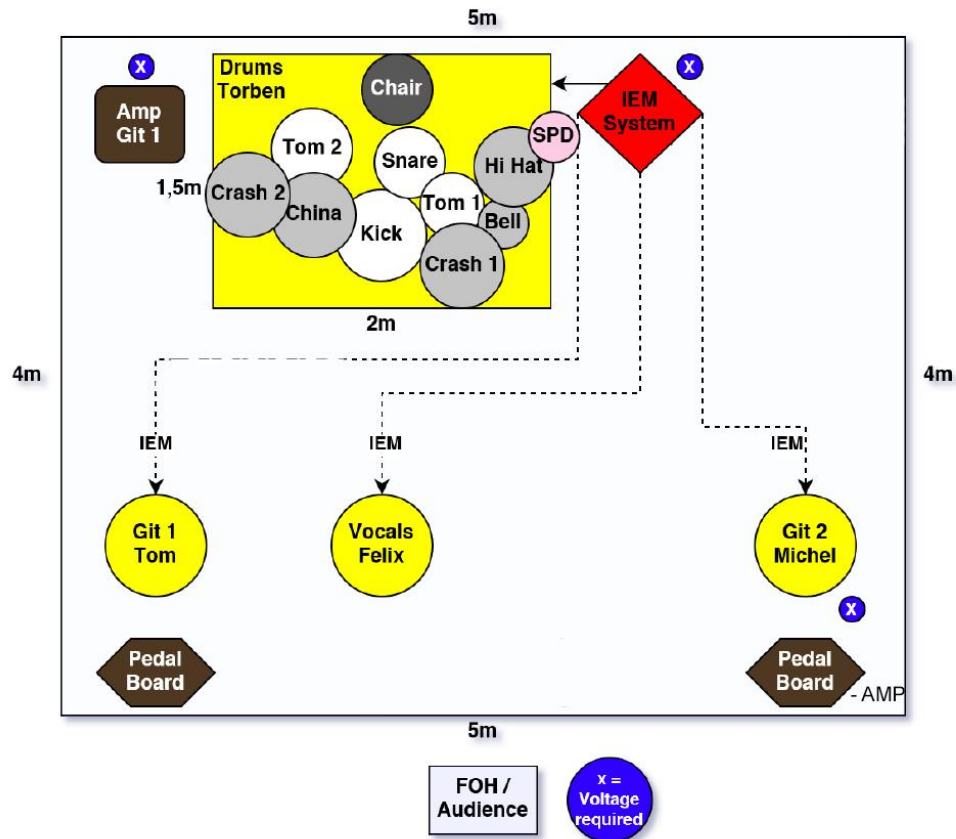 5m
X
X
Amp
Git 1
Drums
Torben
Chair
IEM
System
SPD
Tom 2
Snare
Hi Hat
1,5m
Crash 2
China
Tom 1
Bell
Kick
Crash 1
2m
4m
4m
IEM
IEM
IEM
Git 1
Tom
Vocals
Felix
Git 2
Michel
X
Pedal
Board
Pedal
Board
- AMP
5m
FOH /
Audience
x =
Voltage
required